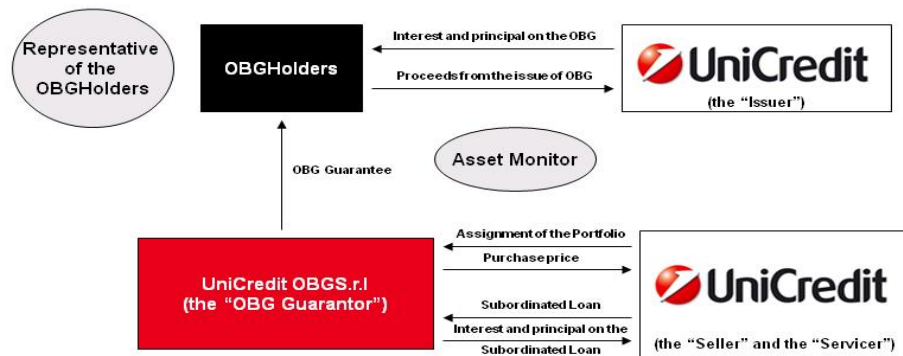 Representative
of the
OBGHolders
OBGHolders
Interest and principal on the OBG
Proceeds from the issue of OBG
UniCredit
(the “Issuer”)
OBG Guarantee
Asset Monitor
UniCredit OBGS.r.l
(the “OBG Guarantor”)
Assignment of the Portfolio
Purchase price
Subordinated Loan
Interest and principal on the
Subordinated Loan
UniCredit
(the “Seller” and the “Servicer”)